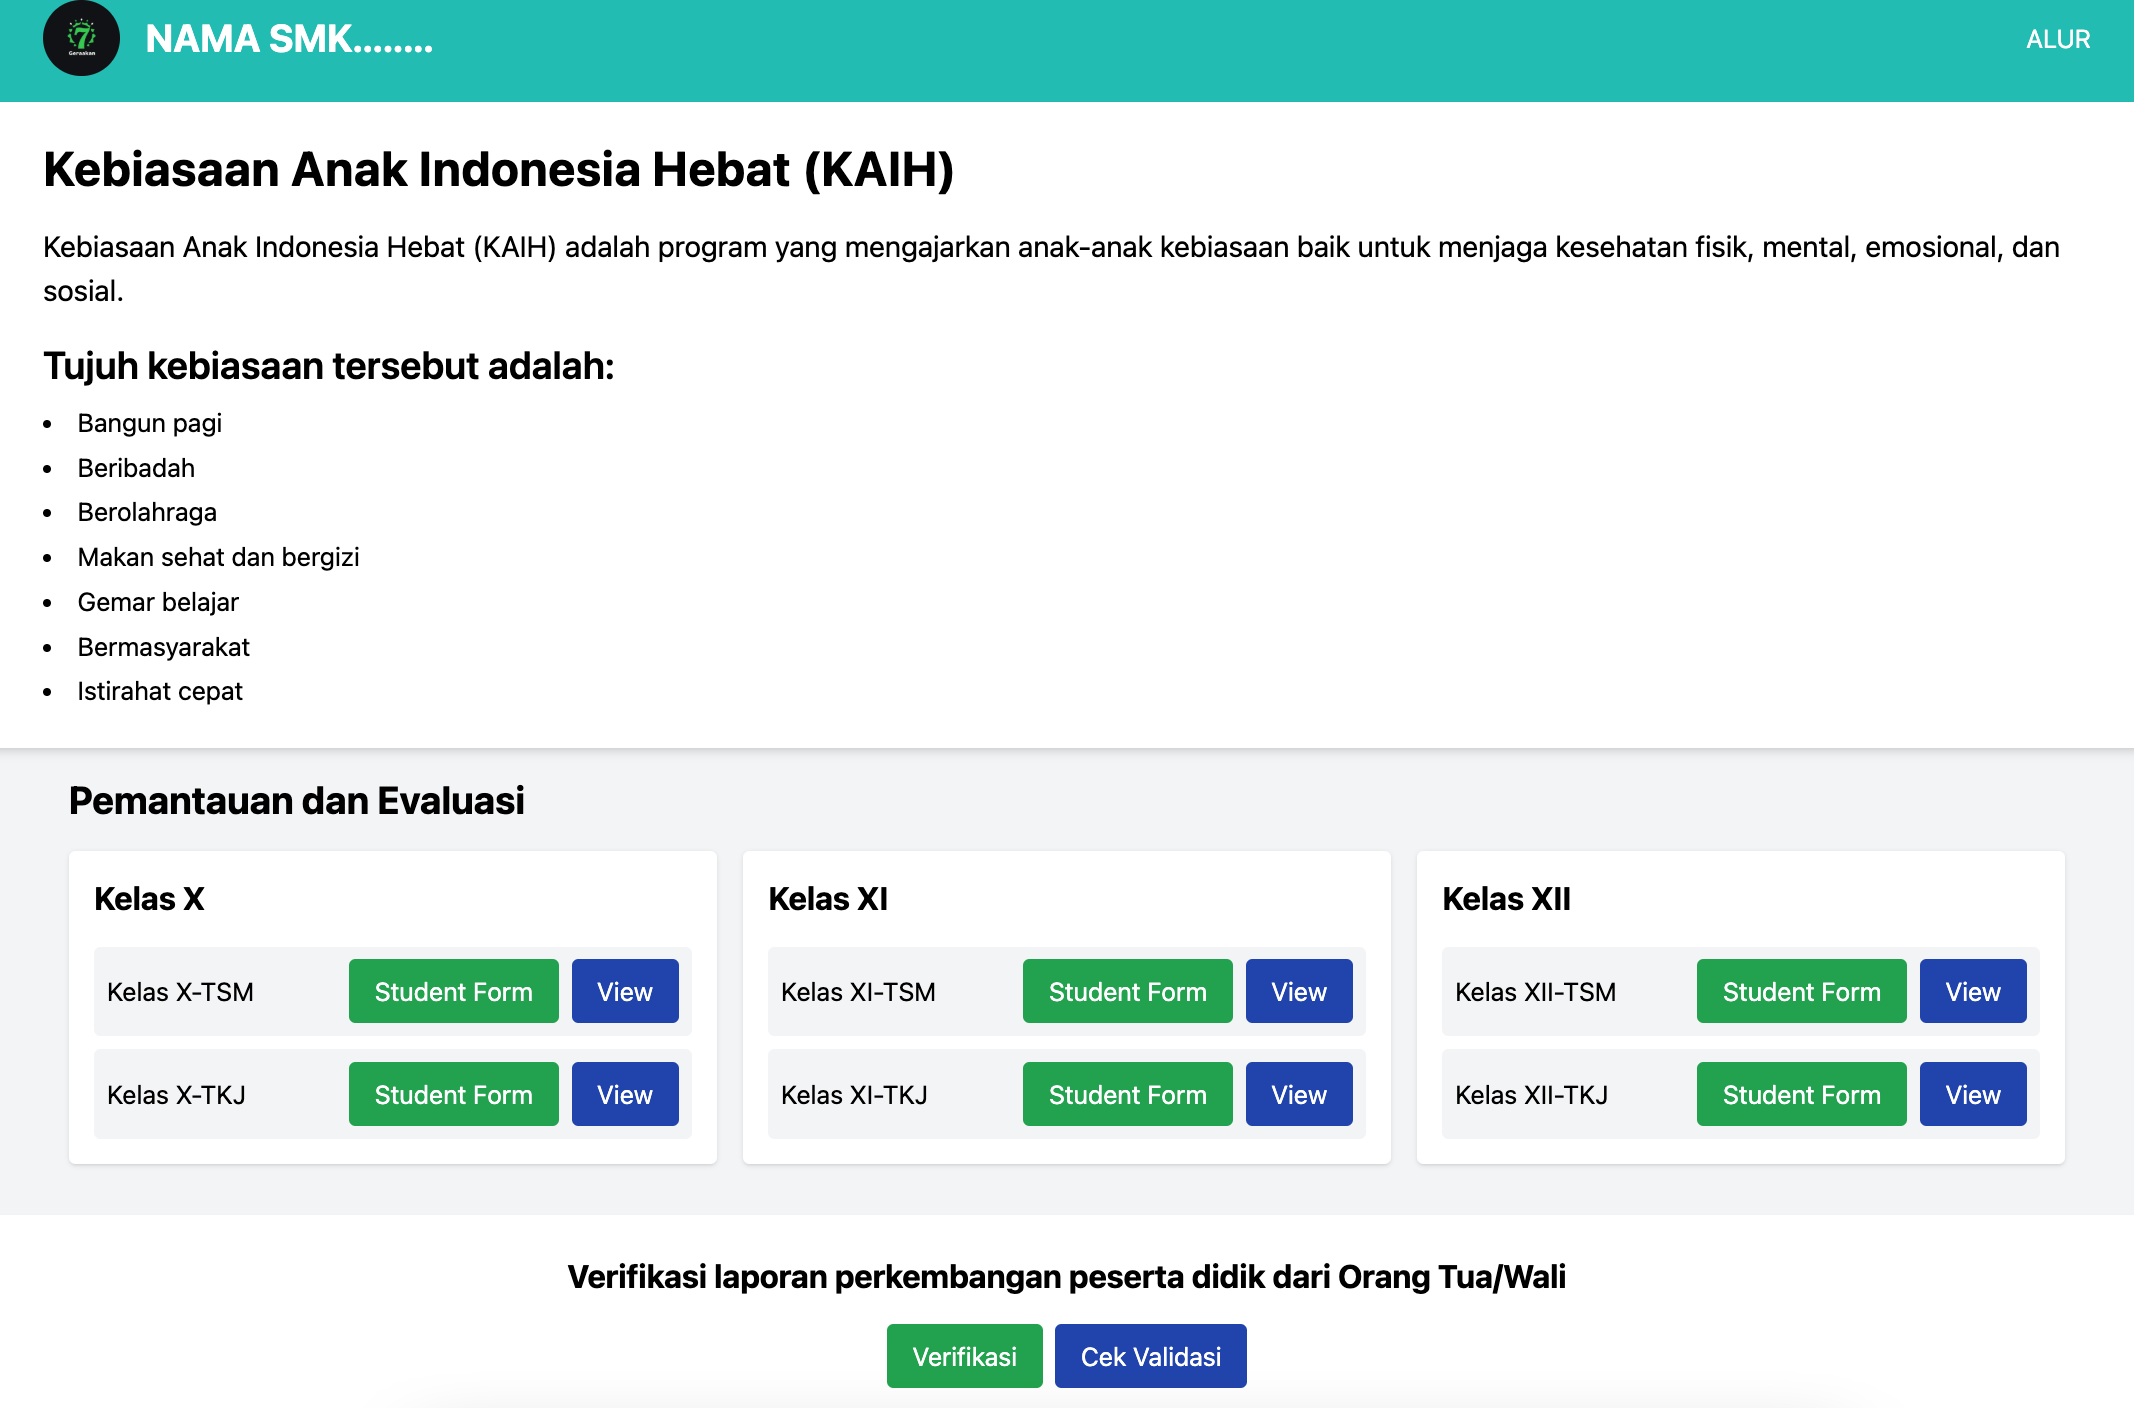 7
Geraakan
NAMA SMK........
ALUR
Kebiasaan Anak Indonesia Hebat (KAIH)
Kebiasaan Anak Indonesia Hebat (KAIH) adalah program yang mengajarkan anak-anak kebiasaan baik untuk menjaga kesehatan fisik, mental, emosional, dan
sosial.
Tujuh kebiasaan tersebut adalah:
• Bangun pagi
• Beribadah
• Berolahraga
• Makan sehat dan bergizi
• Gemar belajar
• Bermasyarakat
• Istirahat cepat
Pemantauan dan Evaluasi
Kelas X
Kelas X-TSM Student Form View
Kelas X-TKJ Student Form View
Kelas XI
Kelas XI-TSM Student Form View
Kelas XI-TKJ Student Form View
Kelas XII
Kelas XII-TSM Student Form View
Kelas XII-TKJ Student Form View
Verifikasi laporan perkembangan peserta didik dari Orang Tua/Wali
Verifikasi Cek Validasi